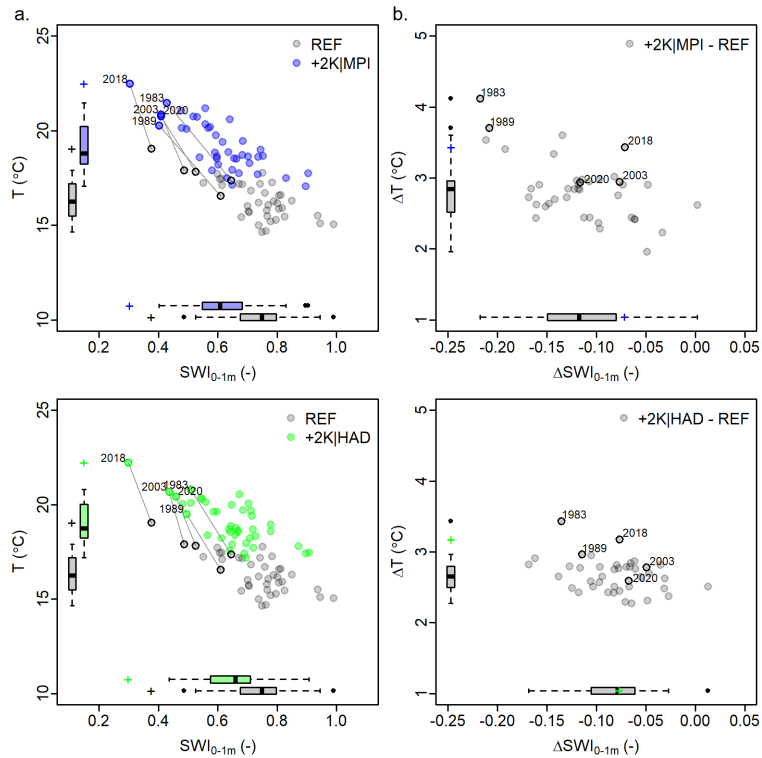 a.
b.
25
REF
+2K|MPI
2018
1983
2003
2020
1989
20
15
10
T (°C)
0.2 0.4 0.6 0.8 1.0
SWI0-1m (-)
5
+2K|MPI - REF
1983
1989
2018
2020
2003
4
3
2
1
ΔT (°C)
-0.25 -0.20 -0.15 -0.10 -0.05 0.00 0.05
ΔSWI0-1m (-)
25
REF
+2K|HAD
2018
2003
1983
2020
1989
20
15
10
T (°C)
0.2 0.4 0.6 0.8 1.0
SWI0-1m (-)
5
+2K|HAD - REF
1983
2018
1989
2003
2020
4
3
2
1
ΔT (°C)
-0.25 -0.20 -0.15 -0.10 -0.05 0.00 0.05
ΔSWI0-1m (-)